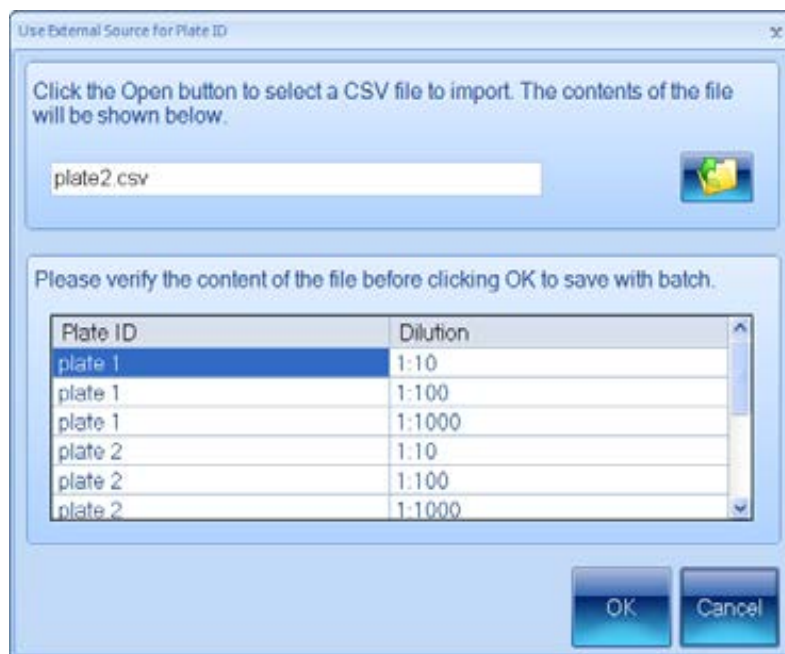 Use External Source for Plate ID
Click the Open button to select a CSV file to import. The contents of the file
will be shown below.
plate2.csv
Please verify the content of the file before clicking OK to save with batch.
Plate ID Dilution
plate 1 1:10
plate 1 1:100
plate 1 1:1000
plate 2 1:10
plate 2 1:100
plate 2 1:1000
OK Cancel